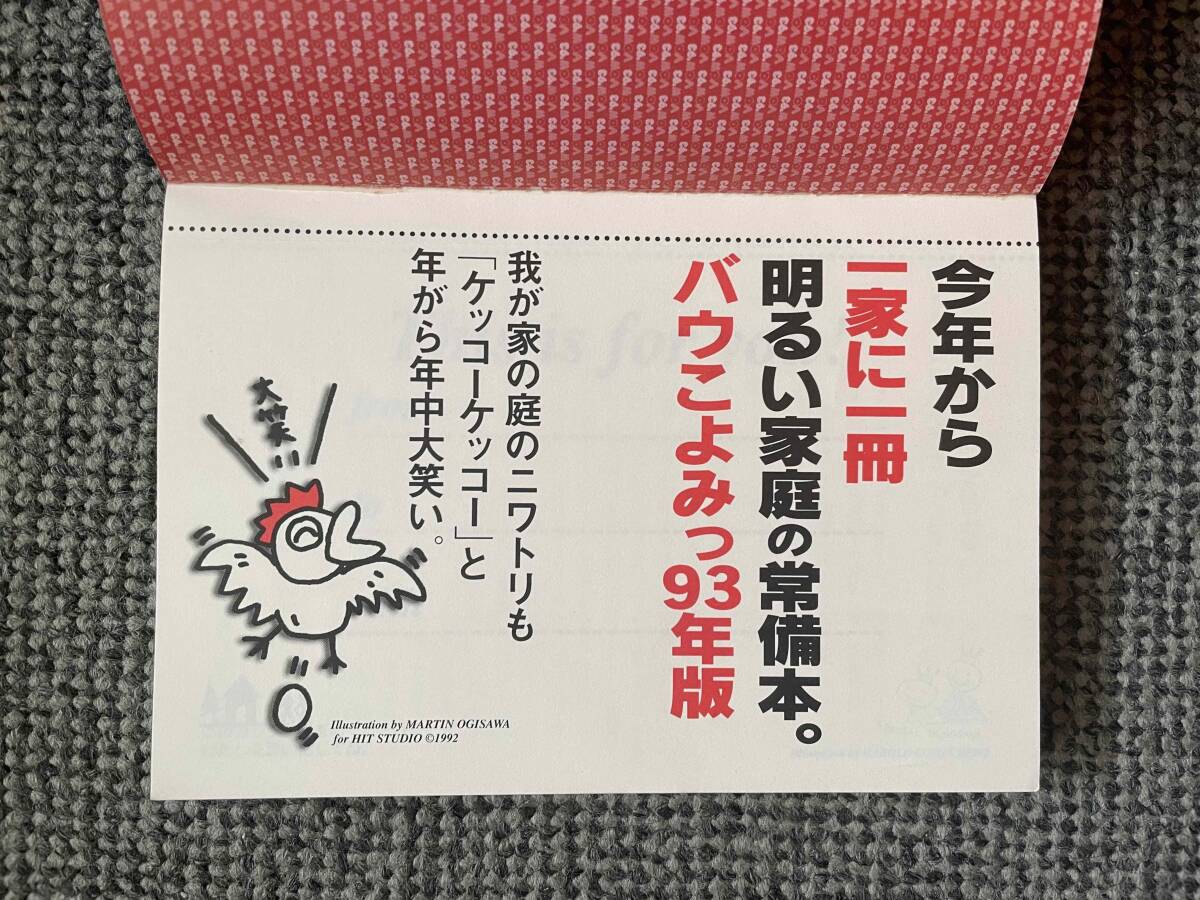 今年から
一家に一冊
明るい家庭の常備本。
バウこよみっ93年版
我が家の庭のニワトリも
「ケッコーケッコー」と
年がら年中大笑い。
大笑い
Illustration by MARTIN OGISAWA
for HIT STUDIO ©1992